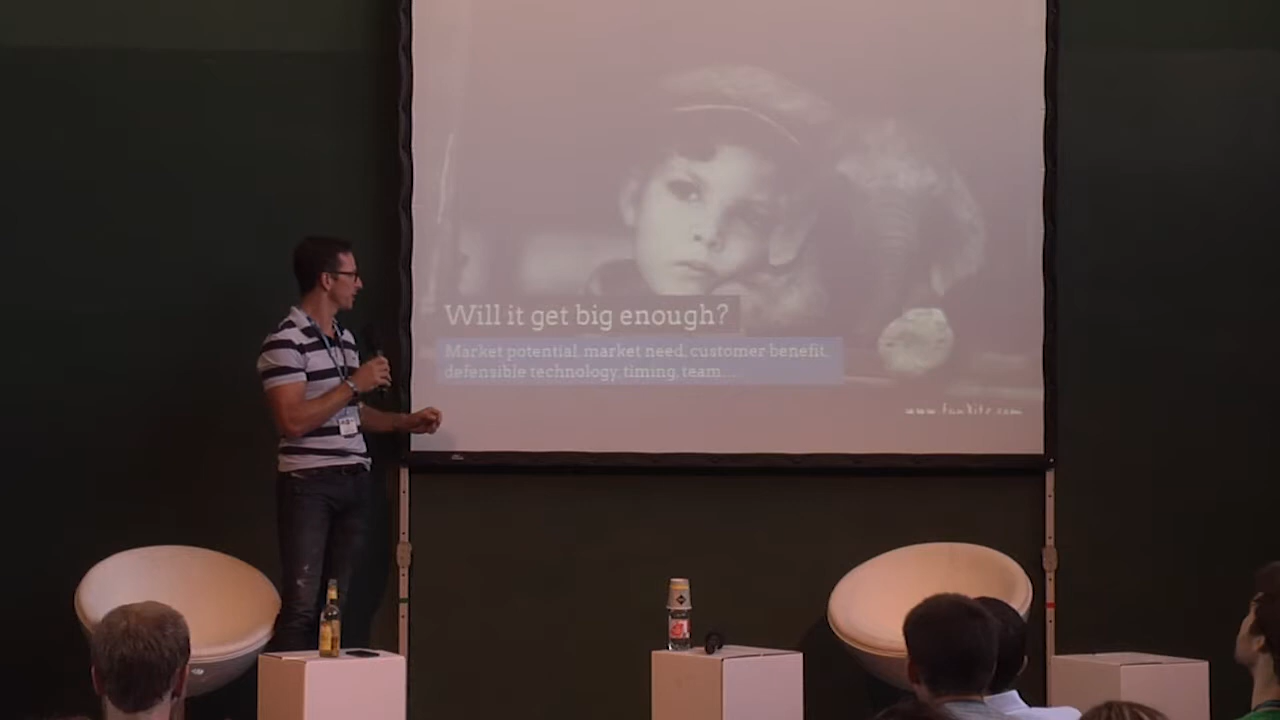 Will it get big enough?
Market potential, market need, customer benefit,
defensible technology, timing, team...